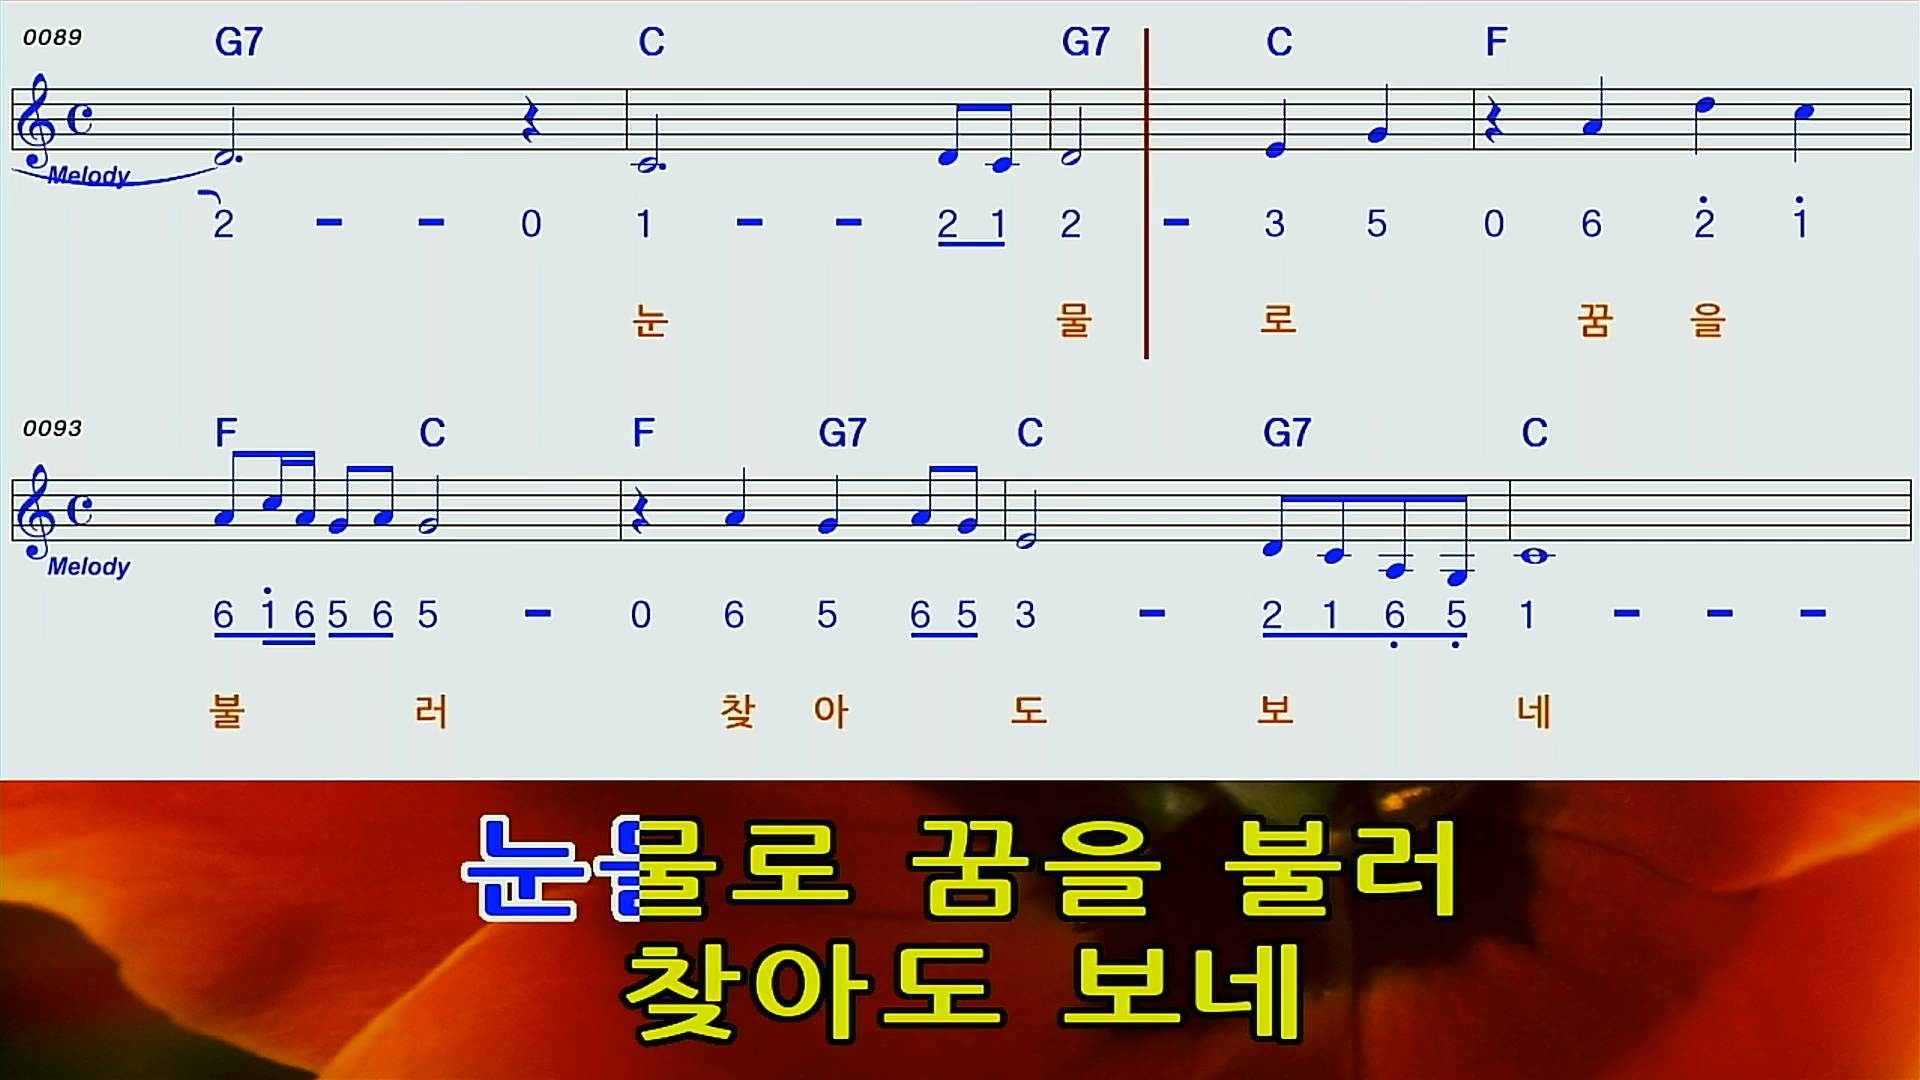 0089 G7 C G7 C F
Melody
2 - - 0 1 - - 2 1 2 - 3 5 0 6 2̇ 1̇
눈 물 로 꿈 을
0093 F C F G7 C G7 C
Melody
6 1̇ 6 5 6 5 - 0 6 5 6 5 3 - 2 1 6̣ 5̣ 1 - - -
불 러 찾 아 도 보 네
눈물로 꿈을 불러
찾아도 보네